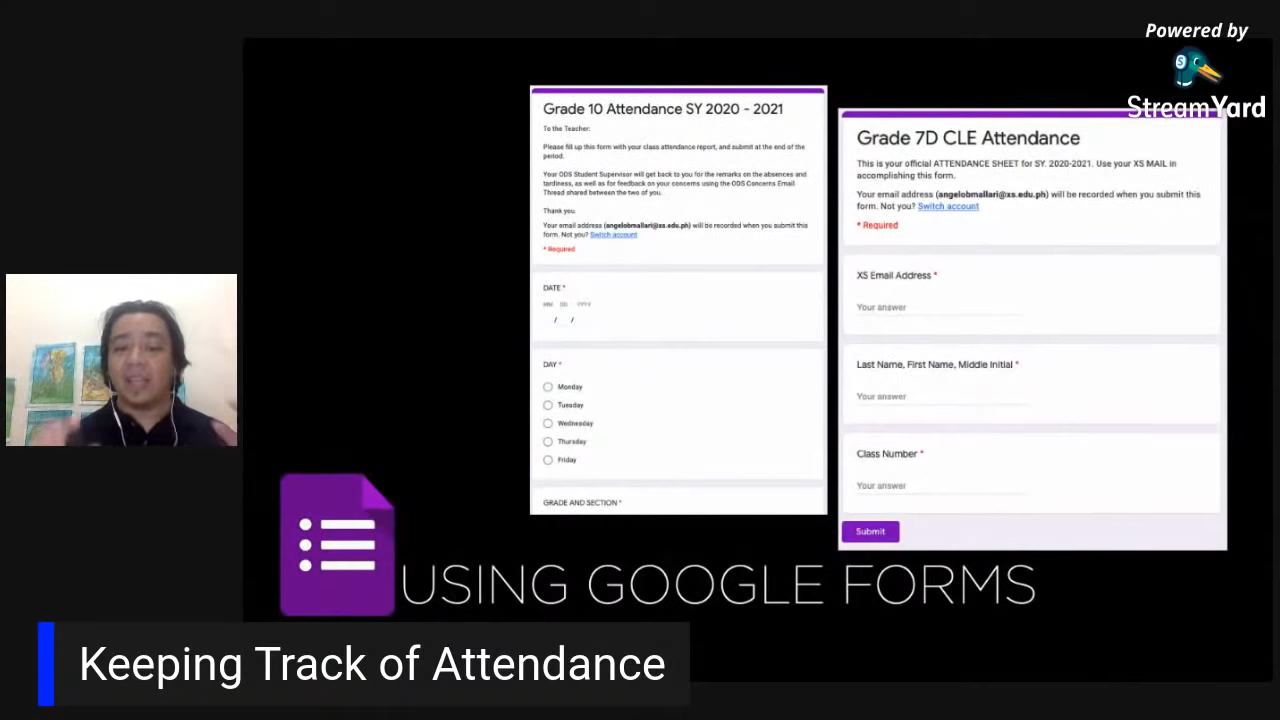 Powered by
StreamYard
Grade 10 Attendance SY 2020 - 2021
To the Teacher:
Please fill up this form with your class attendance report, and submit at the end of the
period.
Your ODS Student Supervisor will get back to you for the remarks on the absences and
tardiness, as well as for feedback on your concerns using the ODS Concerns Email
Thread shared between the two of you.
Thank you.
Your email address (angelobmallari@xs.edu.ph) will be recorded when you submit this
form. Not you? Switch account
* Required
DATE *
MM DD YYYY
/ /
DAY *
Monday
Tuesday
Wednesday
Thursday
Friday
GRADE AND SECTION *
Grade 7D CLE Attendance
This is your official ATTENDANCE SHEET for SY. 2020-2021. Use your XS MAIL in
accomplishing this form.
Your email address (angelobmallari@xs.edu.ph) will be recorded when you submit this
form. Not you? Switch account
* Required
XS Email Address *
Your answer
Last Name, First Name, Middle Initial *
Your answer
Class Number *
Your answer
Submit
USING GOOGLE FORMS
Keeping Track of Attendance